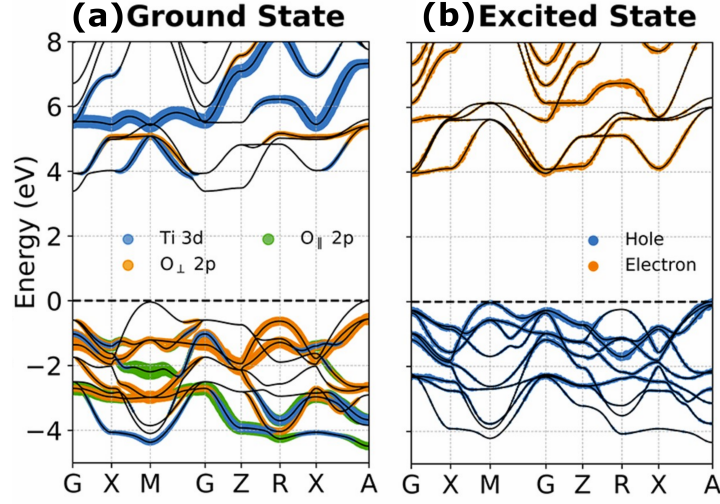 (a) Ground State
(b) Excited State
Energy (eV)
8
6
4
2
0
−2
−4
Ti 3d
O⊥ 2p
O∥ 2p
Hole
Electron
G X M G Z R X A
G X M G Z R X A